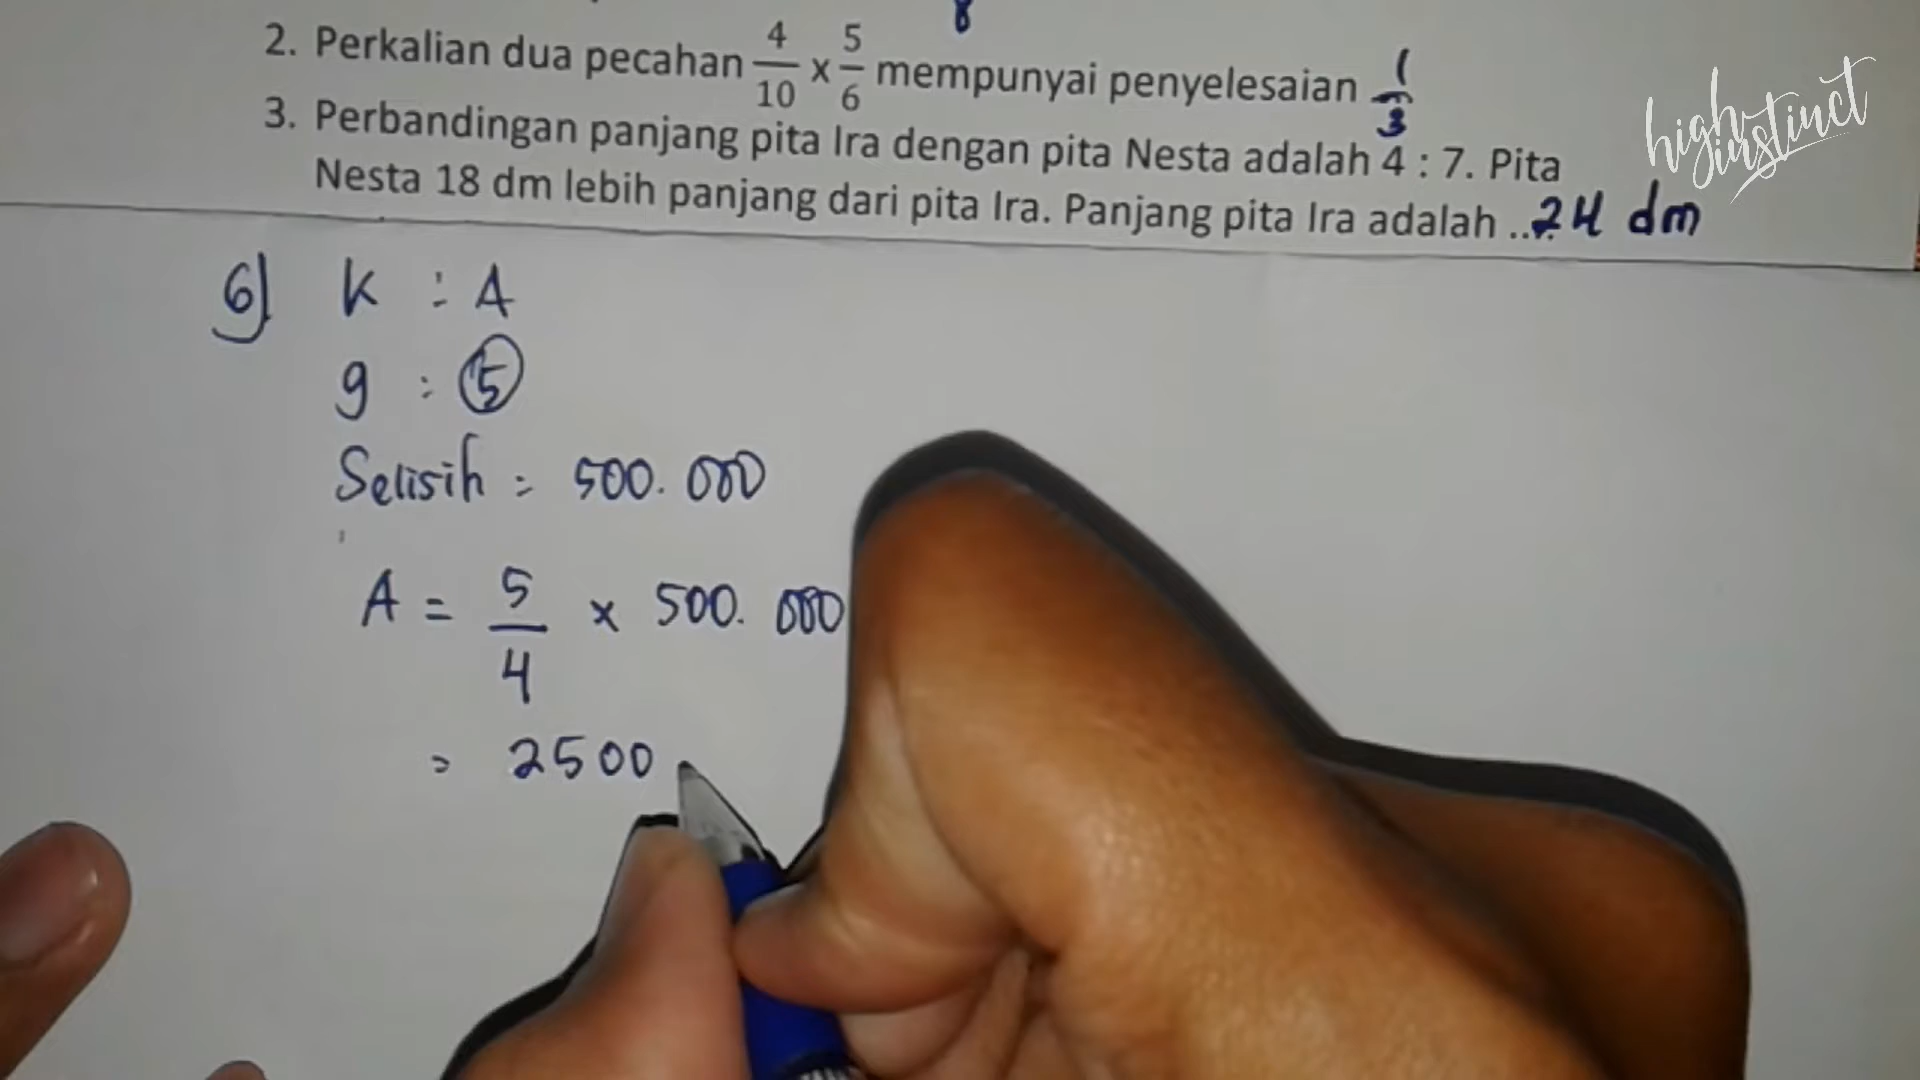 2. Perkalian dua pecahan 4/10 x 5/6 mempunyai penyelesaian 1/3
3. Perbandingan panjang pita Ira dengan pita Nesta adalah 4 : 7. Pita
Nesta 18 dm lebih panjang dari pita Ira. Panjang pita Ira adalah .... 24 dm
high instinct
6) K : A
9 : 5
Selisih = 500.000
A = 5/4 x 500.000
= 2500